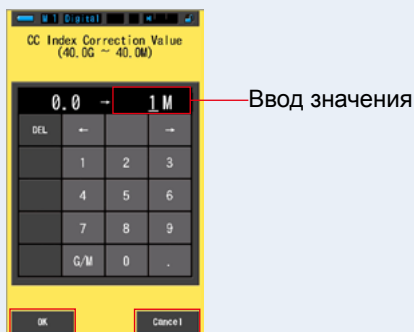 M 1 Digital
CC Index Correction Value
(40.0G ~ 40.0M)
0.0 → 1M
Ввод значения
DEL ← →
1 2 3
4 5 6
7 8 9
G/M 0 .
OK Cancel